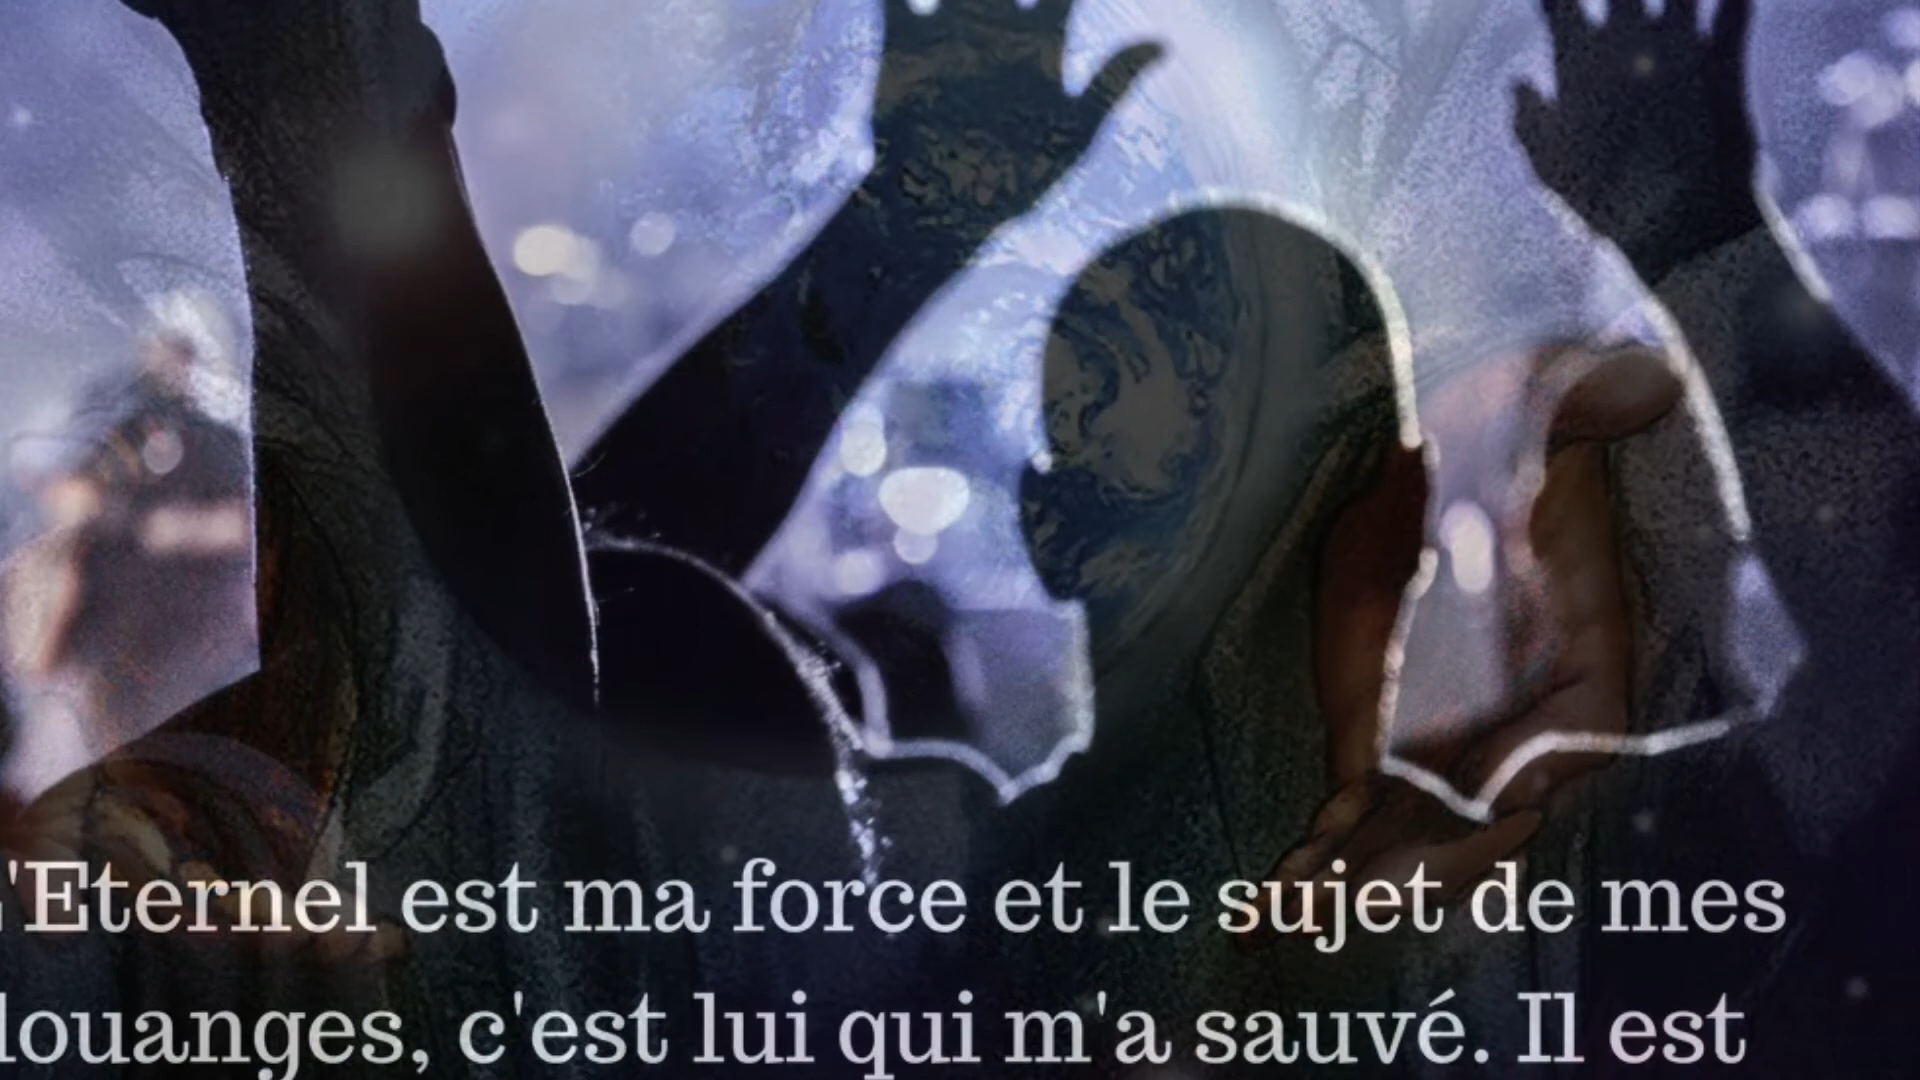 L'Eternel est ma force et le sujet de mes
louanges, c'est lui qui m'a sauvé. Il est